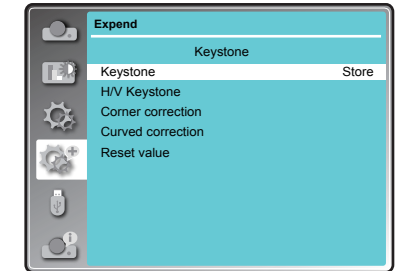 Expend
Keystone
Keystone Store
H/V Keystone
Corner correction
Curved correction
Reset value